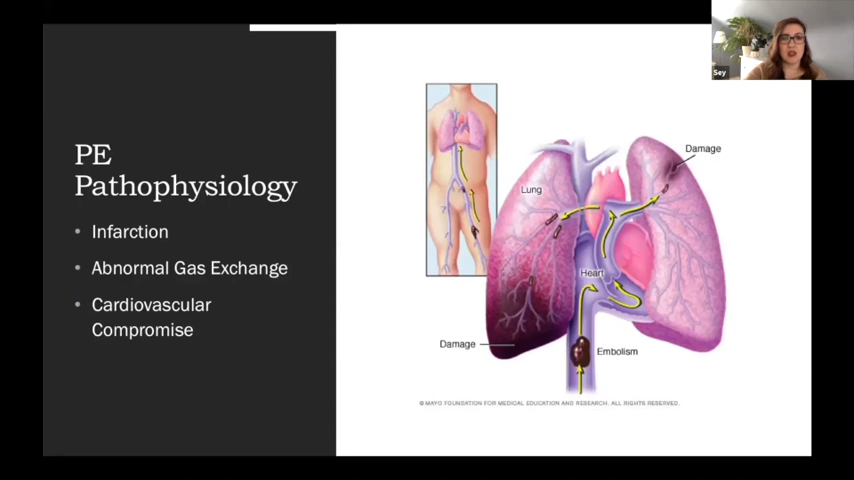 Sey
PE
Pathophysiology
• Infarction
• Abnormal Gas Exchange
• Cardiovascular
Compromise
Damage
Lung
Heart
Damage
Embolism
© MAYO FOUNDATION FOR MEDICAL EDUCATION AND RESEARCH. ALL RIGHTS RESERVED.